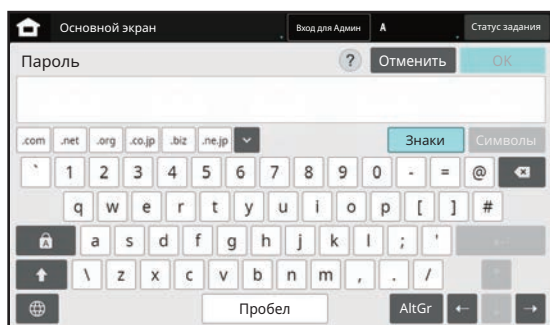 Основной экран Вход для Админ A Статус задания
Пароль ? Отменить OK
.com .net .org .co.jp .biz .ne.jp Знаки Символы
` 1 2 3 4 5 6 7 8 9 0 - = @
q w e r t y u i o p [ ] #
A a s d f g h j k l ; '
\ z x c v b n m , . /
Пробел AltGr